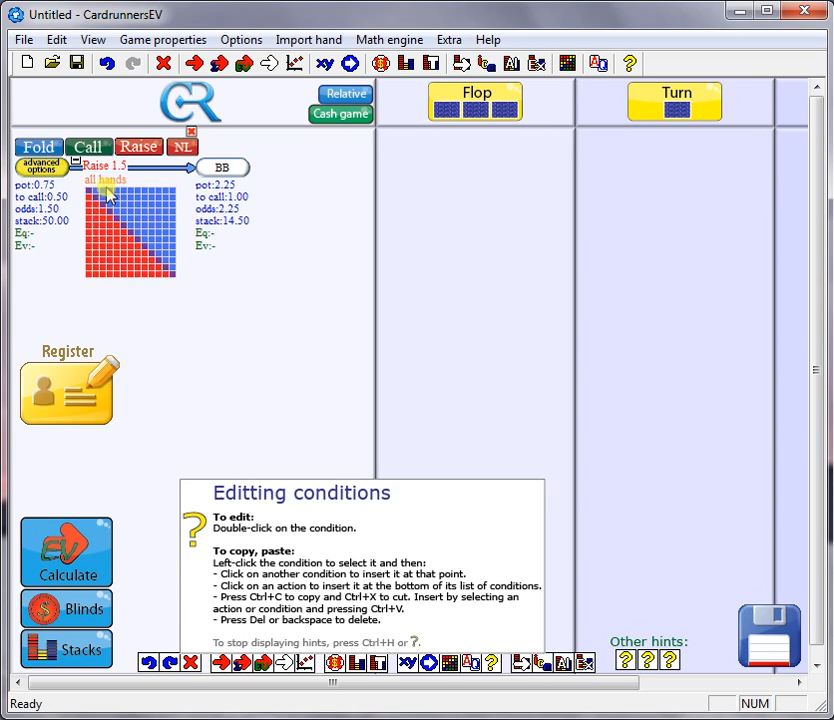 Untitled - CardrunnersEV
File Edit View Game properties Options Import hand Math engine Extra Help
CR
Relative
Cash game
Flop
Turn
Fold Call Raise NL
advanced options
Raise 1.5
all hands
BB
pot:0.75
to call:0.50
odds:1.50
stack:50.00
Eq:-
Ev:-
pot:2.25
to call:1.00
odds:2.25
stack:14.50
Eq:-
Ev:-
Register
Editting conditions
To edit:
Double-click on the condition.
To copy, paste:
Left-click the condition to select it and then:
- Click on another condition to insert it at that point.
- Click on an action to insert it at the bottom of its list of conditions.
- Press Ctrl+C to copy and Ctrl+X to cut. Insert by selecting an
action or condition and pressing Ctrl+V.
- Press Del or backspace to delete.
To stop displaying hints, press Ctrl+H or ?.
EV
Calculate
Blinds
Stacks
Other hints:
? ? ?
Ready
NUM